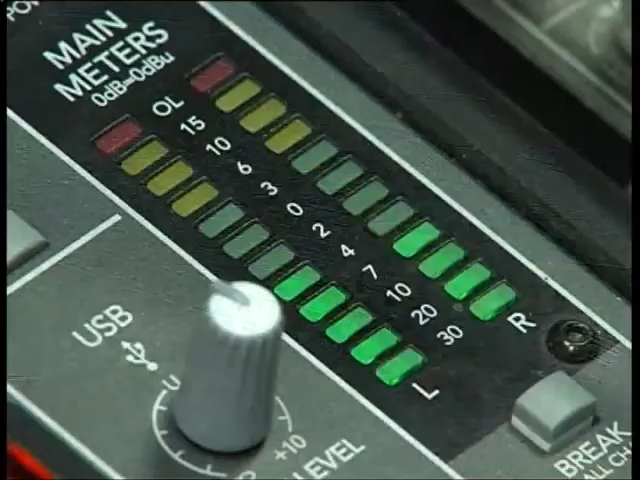 MAIN
METERS
0dB=0dBu
OL
15
10
6
3
0
2
4
7
10
20
30
L
R
USB
U
+10
LEVEL
BREAK